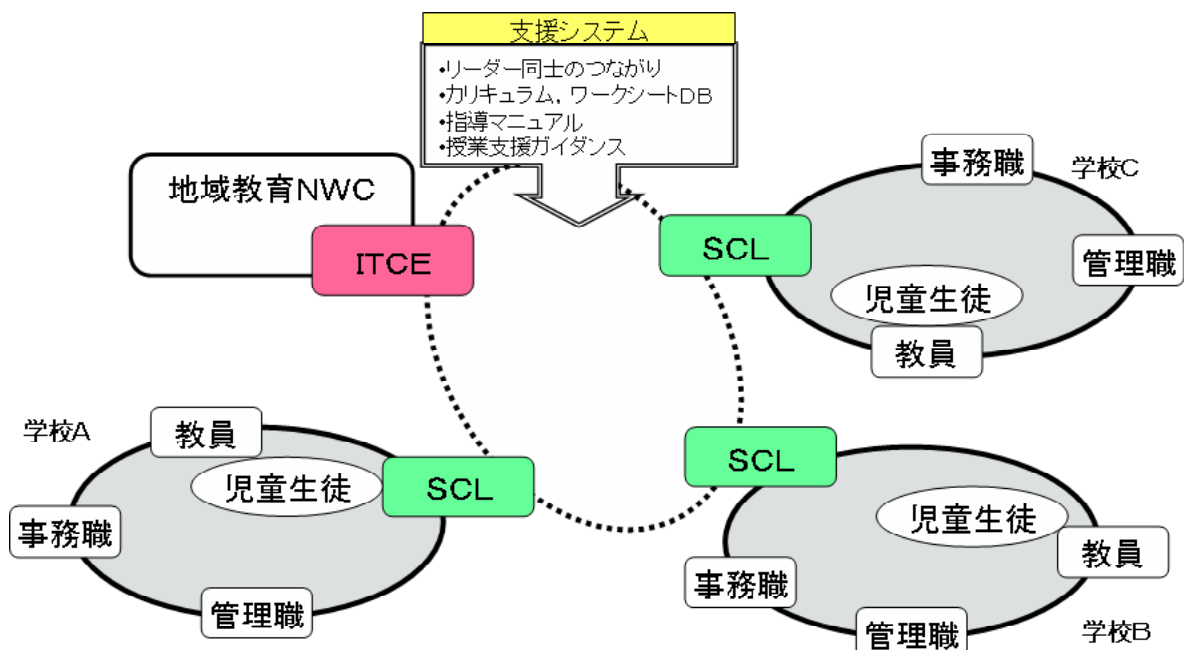 支援システム
•リーダー同士のつながり
•カリキュラム，ワークシートDB
•指導マニュアル
•授業支援ガイダンス
地域教育NWC
ITCE
SCL
事務職
学校C
管理職
児童生徒
教員
学校A
教員
児童生徒
SCL
事務職
管理職
SCL
児童生徒
教員
事務職
管理職
学校B